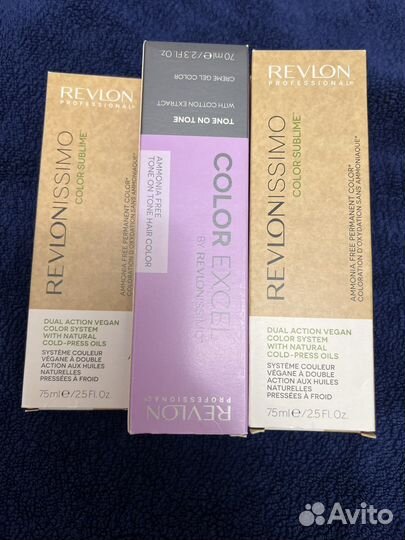 REVLON
PROFESSIONAL®
REVLONISSIMO
COLOR SUBLIME™
AMMONIA FREE PERMANENT COLOR*
COLORATION D'OXYDATION SANS AMMONIAQUE*
DUAL ACTION VEGAN
COLOR SYSTEM
WITH NATURAL
COLD-PRESS OILS
SYSTÈME COULEUR
VÉGANE À DOUBLE
ACTION AUX HUILES
NATURELLES
PRESSÉES À FROID
75ml℮/2.5 Fl.Oz.
70ml℮/2.3 Fl.Oz.
CREME GEL COLOR
WITH COTTON EXTRACT
TONE ON TONE
COLOR EXCEL
BY REVLONISSIMO
AMMONIA FREE
TONE ON TONE HAIR COLOR
REVLON
PROFESSIONAL®
REVLON
PROFESSIONAL®
REVLONISSIMO
COLOR SUBLIME™
AMMONIA FREE PERMANENT COLOR*
COLORATION D'OXYDATION SANS AMMONIAQUE*
DUAL ACTION VEGAN
COLOR SYSTEM
WITH NATURAL
COLD-PRESS OILS
SYSTÈME COULEUR
VÉGANE À DOUBLE
ACTION AUX HUILES
NATURELLES
PRESSÉES À FROID
75ml℮/2.5 Fl.Oz.
Avito